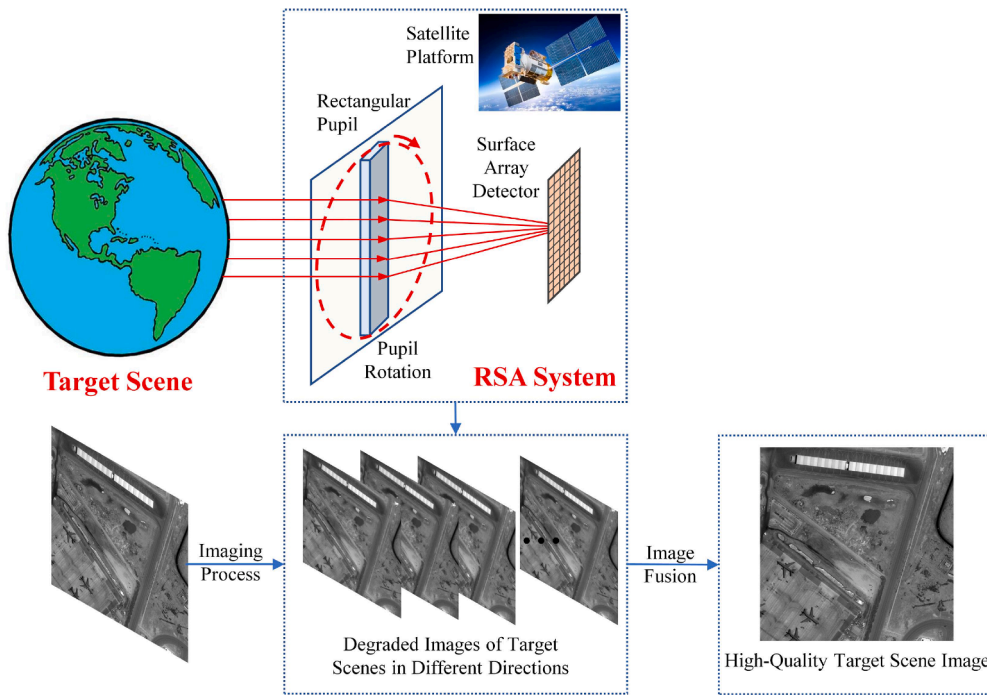 Satellite
Platform
Rectangular
Pupil
Surface
Array
Detector
Pupil
Rotation
Target Scene
RSA System
Imaging
Process
Image
Fusion
Degraded Images of Target
Scenes in Different Directions
High-Quality Target Scene Image